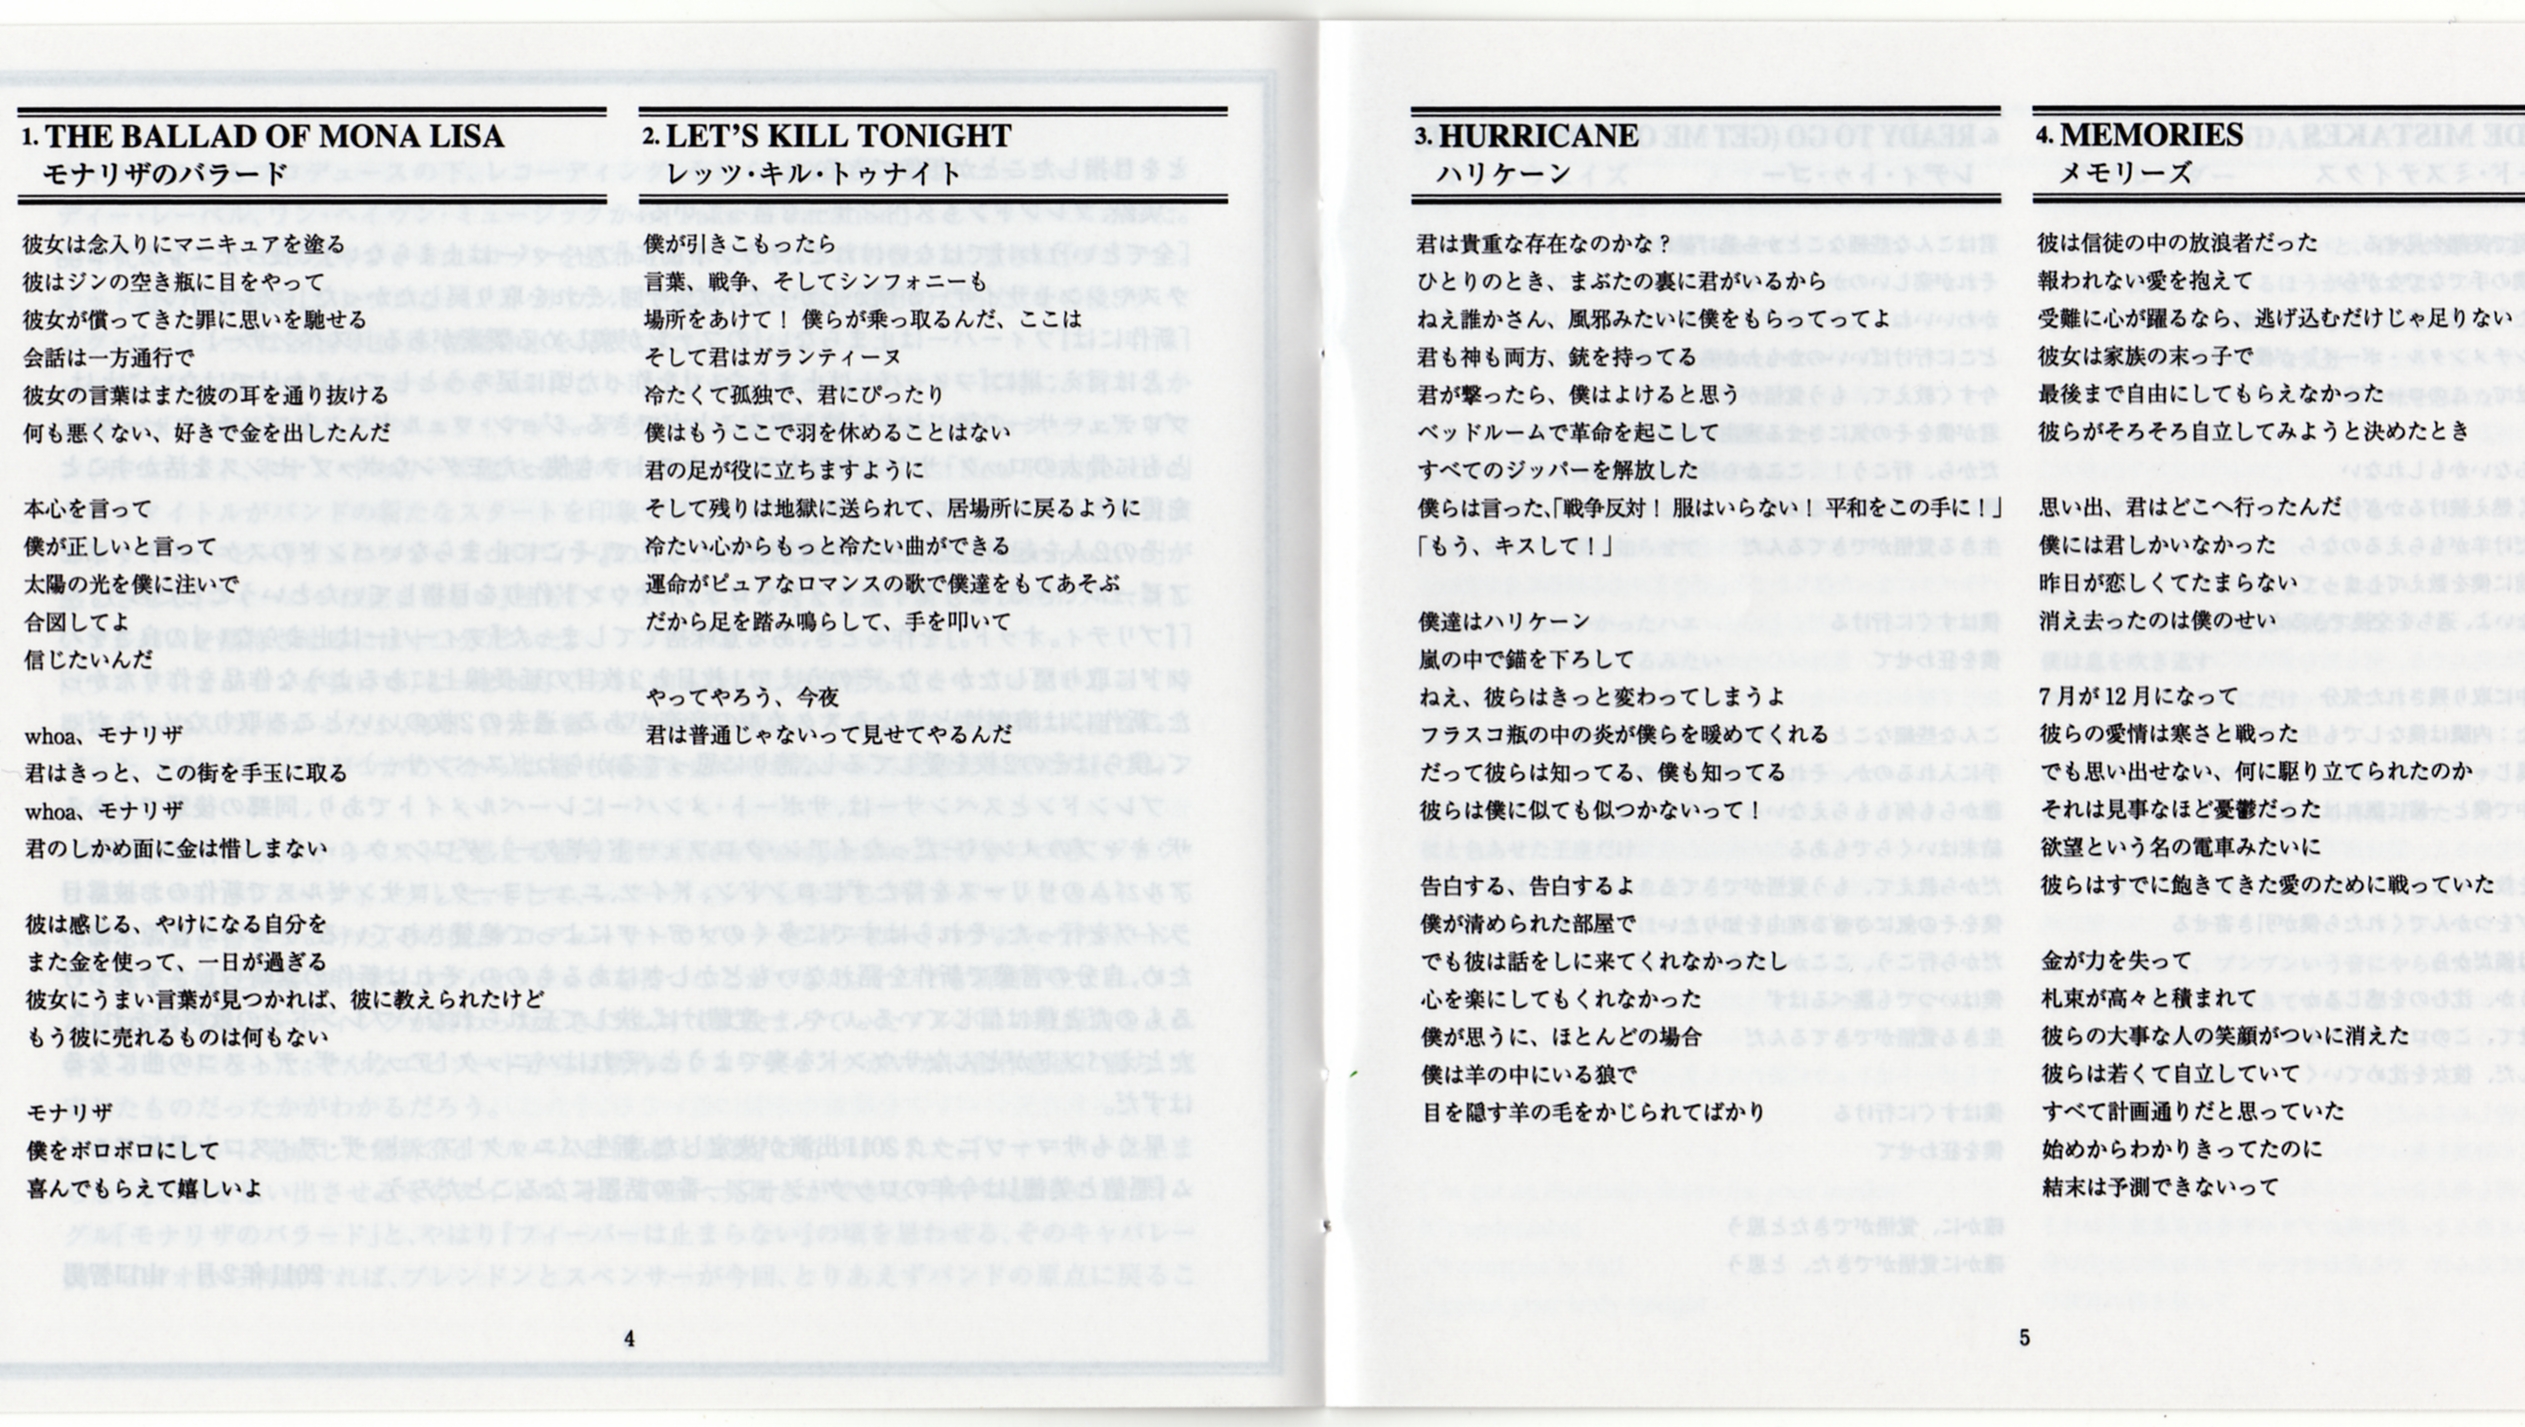 1. THE BALLAD OF MONA LISA
モナリザのバラード
彼女は念入りにマニキュアを塗る
彼はジンの空き瓶に目をやって
彼女が償ってきた罪に思いを馳せる
会話は一方通行で
彼女の言葉はまた彼の耳を通り抜ける
何も悪くない、好きで金を出したんだ
本心を言って
僕が正しいと言って
太陽の光を僕に注いで
合図してよ
信じたいんだ
whoa、モナリザ
君はきっと、この街を手玉に取る
whoa、モナリザ
君のしかめ面に金は惜しまない
彼は感じる、やけになる自分を
また金を使って、一日が過ぎる
彼女にうまい言葉が見つかれば、彼に教えられたけど
もう彼に売れるものは何もない
モナリザ
僕をボロボロにして
喜んでもらえて嬉しいよ
2. LET'S KILL TONIGHT
レッツ・キル・トゥナイト
僕が引きこもったら
言葉、戦争、そしてシンフォニーも
場所をあけて！ 僕らが乗っ取るんだ、ここは
そして君はガランティーヌ
冷たくて孤独で、君にぴったり
僕はもうここで羽を休めることはない
君の足が役に立ちますように
そして残りは地獄に送られて、居場所に戻るように
冷たい心からもっと冷たい曲ができる
運命がピュアなロマンスの歌で僕達をもてあそぶ
だから足を踏み鳴らして、手を叩いて
やってやろう、今夜
君は普通じゃないって見せてやるんだ
4
3. HURRICANE
ハリケーン
君は貴重な存在なのかな？
ひとりのとき、まぶたの裏に君がいるから
ねえ誰かさん、風邪みたいに僕をもらってってよ
君も神も両方、銃を持ってる
君が撃ったら、僕はよけると思う
ベッドルームで革命を起こして
すべてのジッパーを解放した
僕らは言った、「戦争反対！ 服はいらない！ 平和をこの手に！」
「もう、キスして！」
僕達はハリケーン
嵐の中で錨を下ろして
ねえ、彼らはきっと変わってしまうよ
フラスコ瓶の中の炎が僕らを暖めてくれる
だって彼らは知ってる、僕も知ってる
彼らは僕に似ても似つかないって！
告白する、告白するよ
僕が清められた部屋で
でも彼は話をしに来てくれなかったし
心を楽にしてもくれなかった
僕が思うに、ほとんどの場合
僕は羊の中にいる狼で
目を隠す羊の毛をかじられてばかり
4. MEMORIES
メモリーズ
彼は信徒の中の放浪者だった
報われない愛を抱えて
受難に心が躍るなら、逃げ込むだけじゃ足りない
彼女は家族の末っ子で
最後まで自由にしてもらえなかった
彼らがそろそろ自立してみようと決めたとき
思い出、君はどこへ行ったんだ
僕には君しかいなかった
昨日が恋しくてたまらない
消え去ったのは僕のせい
7月が12月になって
彼らの愛情は寒さと戦った
でも思い出せない、何に駆り立てられたのか
それは見事なほど憂鬱だった
欲望という名の電車みたいに
彼らはすでに飽きてきた愛のために戦っていた
金が力を失って
札束が高々と積まれて
彼らの大事な人の笑顔がついに消えた
彼らは若くて自立していて
すべて計画通りだと思っていた
始めからわかりきってたのに
結末は予測できないって
5